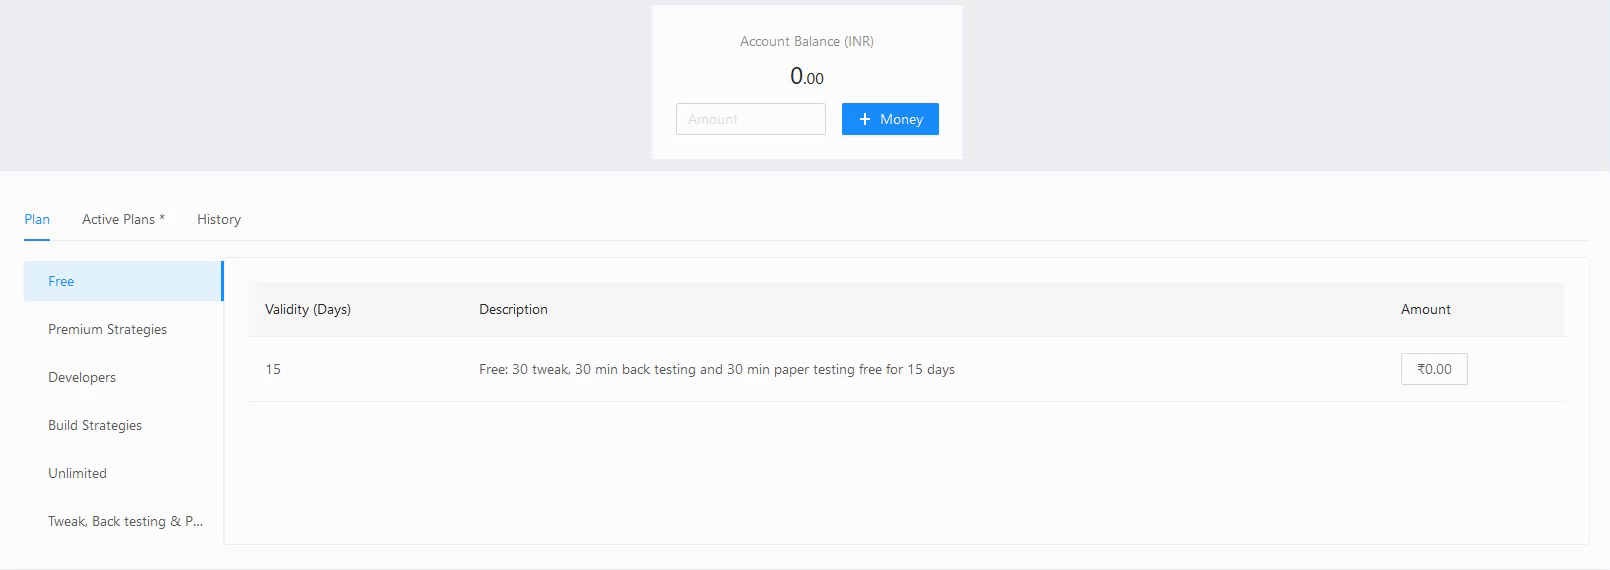 Account Balance (INR)
0.00
Amount
+ Money
Plan Active Plans * History
Free
Premium Strategies
Developers
Build Strategies
Unlimited
Tweak, Back testing & P...
Validity (Days) Description Amount
15 Free: 30 tweak, 30 min back testing and 30 min paper testing free for 15 days ₹0.00